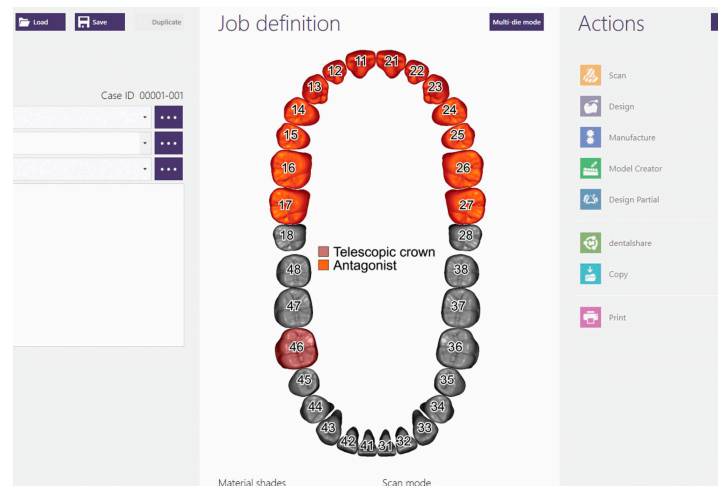 Load
Save
Duplicate
Job definition
Multi-die mode
Actions
Case ID 00001-001
Scan
Design
Manufacture
Model Creator
Design Partial
dentalshare
Copy
Print
11 21
12 22
13 23
14 24
15 25
16 26
17 27
18 28
Telescopic crown
Antagonist
48 38
47 37
46 36
45 35
44 34
43 33
42 41 31 32
Material shades
Scan mode